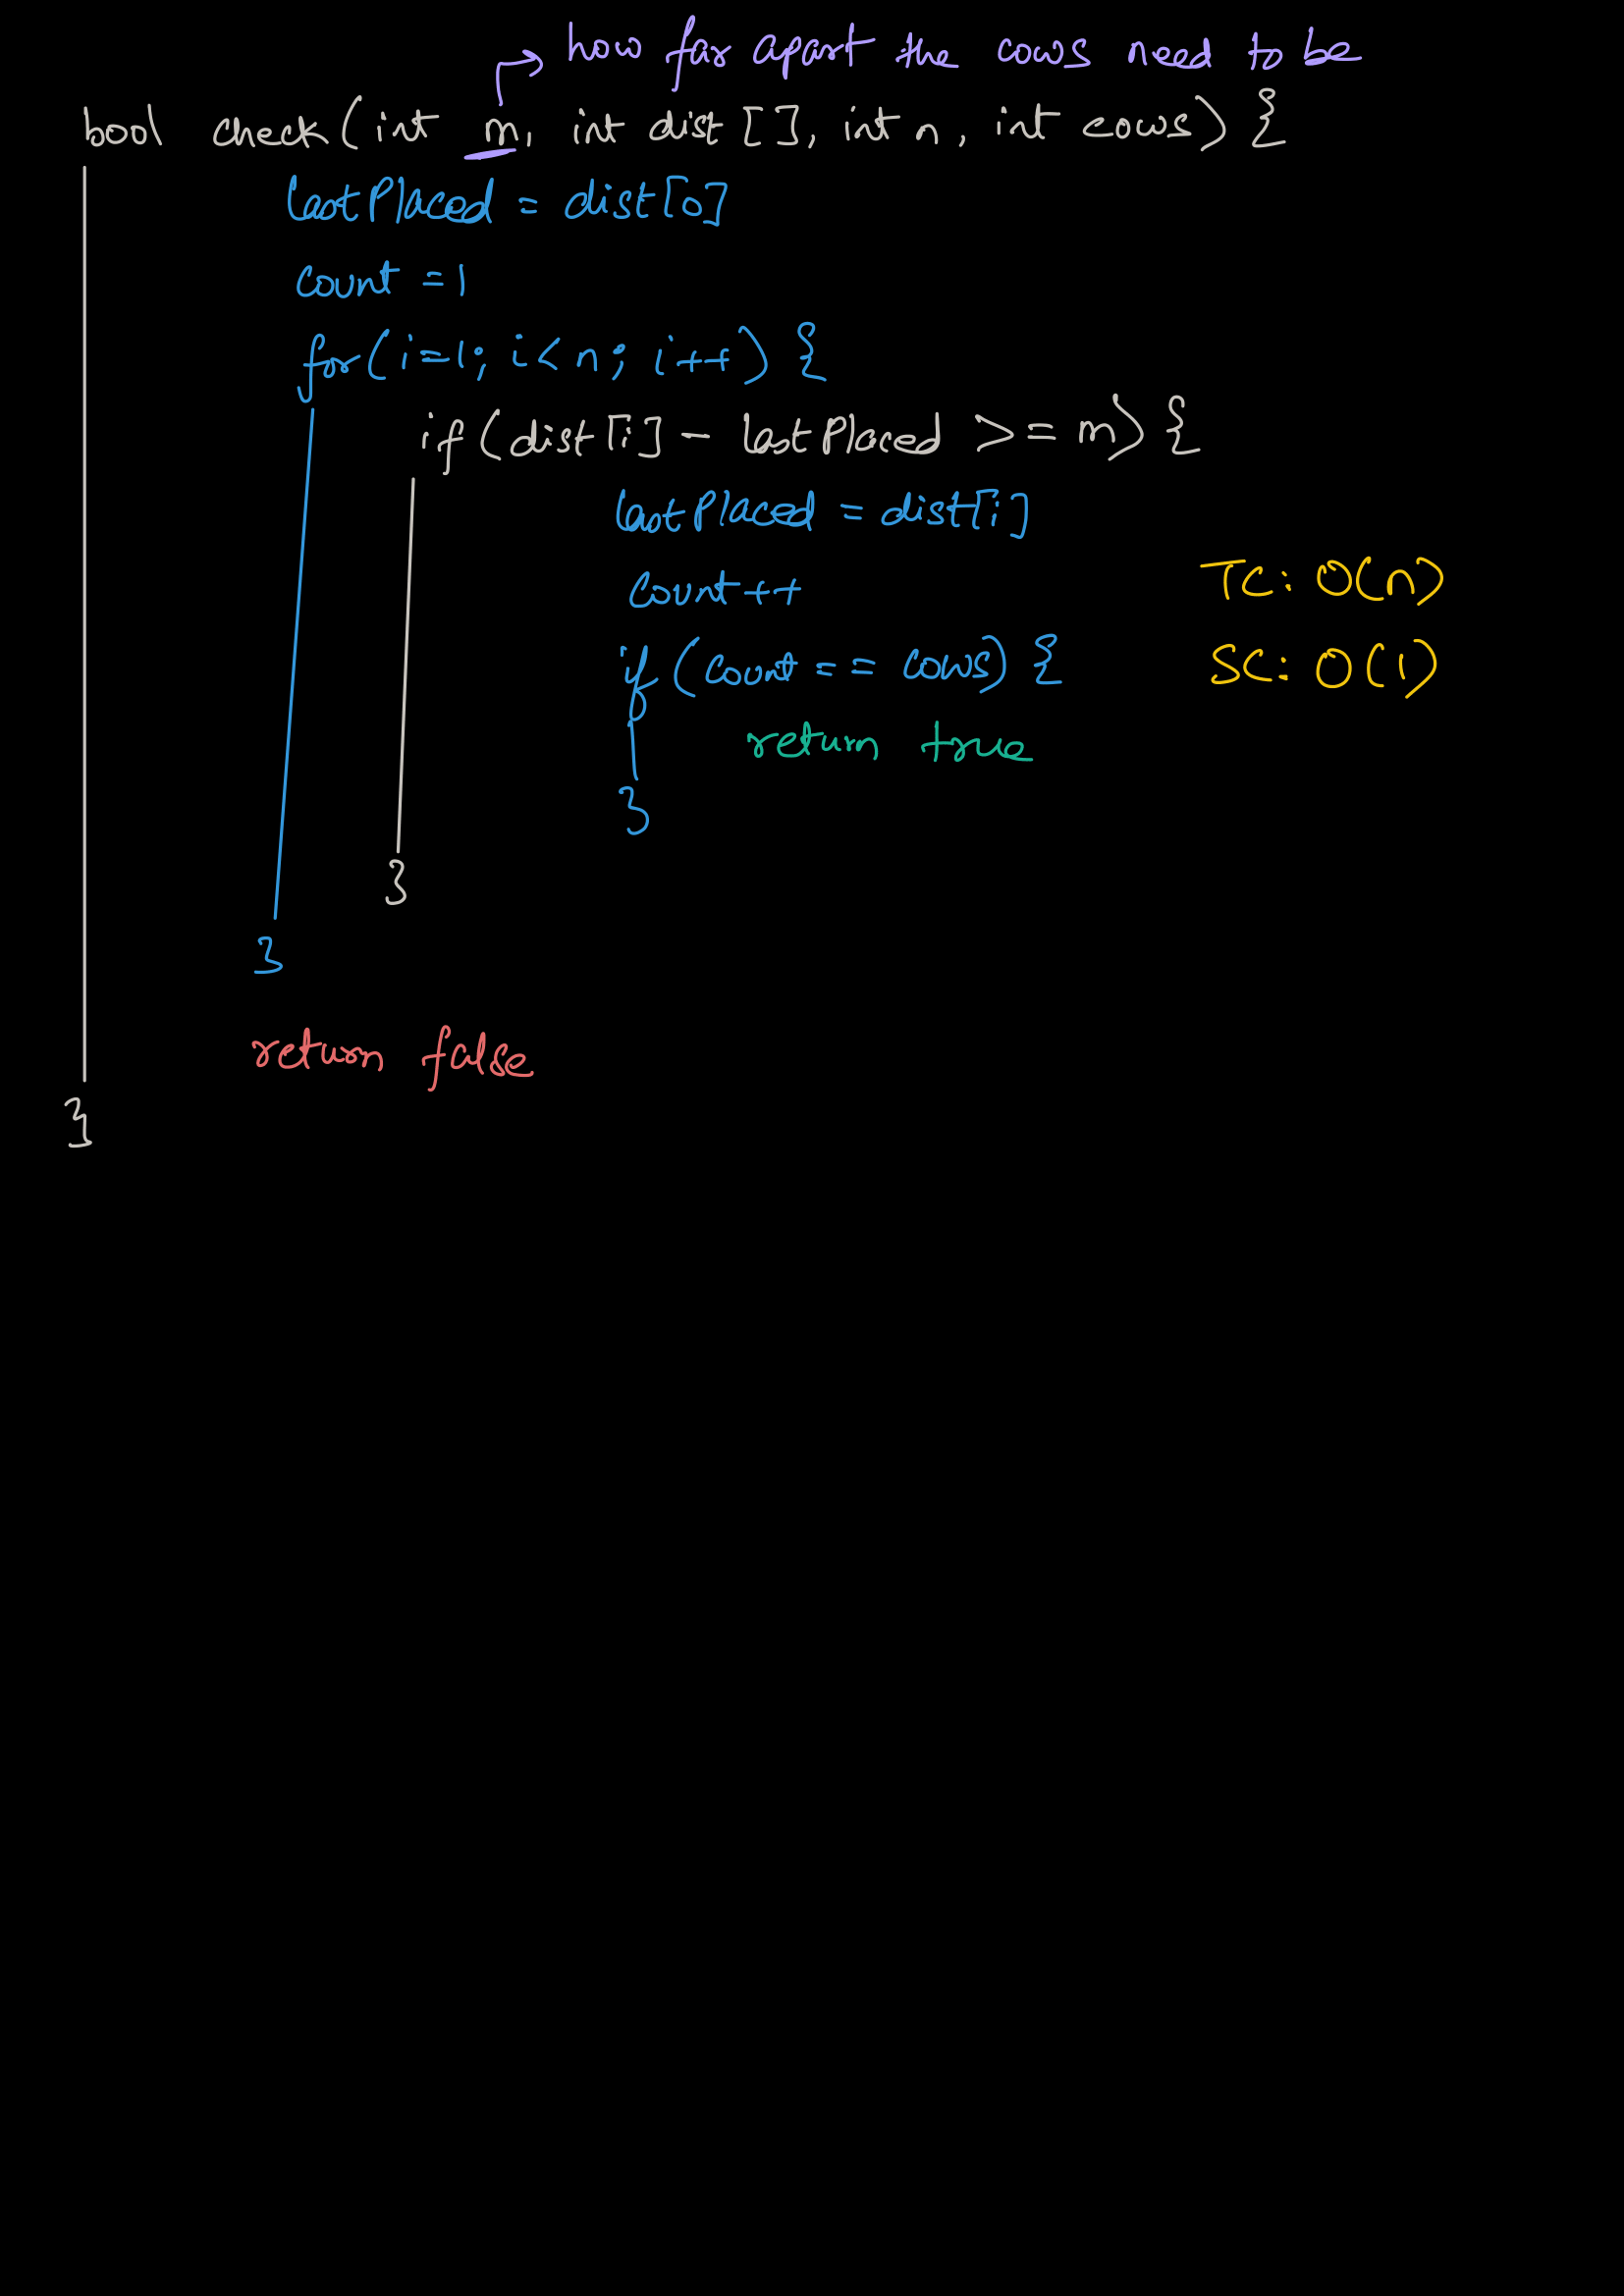 how far apart the cows need to be
bool check(int m, int dist[], int n, int cows) {
lastPlaced = dist[0]
count = 1
for(i=1; i<n; i++) {
if(dist[i] - lastPlaced >= m) {
lastPlaced = dist[i]
count++
TC: O(n)
if (count == cows) {
SC: O(1)
return true
}
}
}
return false
}